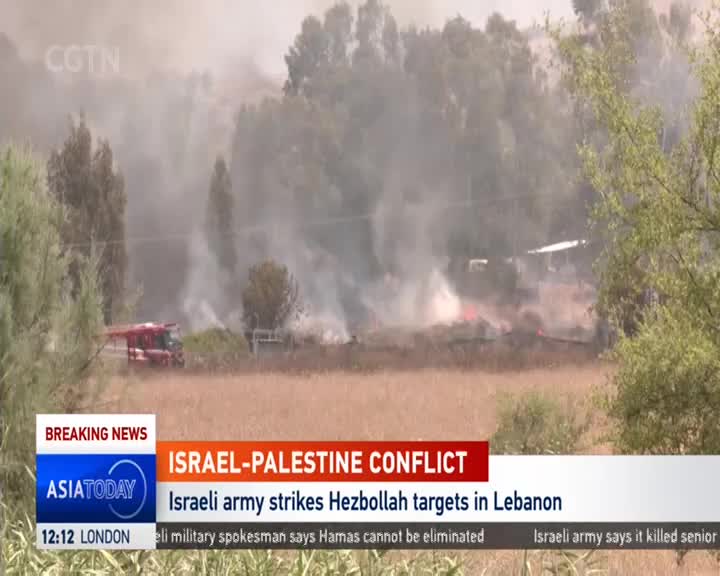 CGTN
BREAKING NEWS
ISRAEL-PALESTINE CONFLICT
ASIATODAY
Israeli army strikes Hezbollah targets in Lebanon
12:12 LONDON
eli military spokesman says Hamas cannot be eliminated
Israeli army says it killed senior